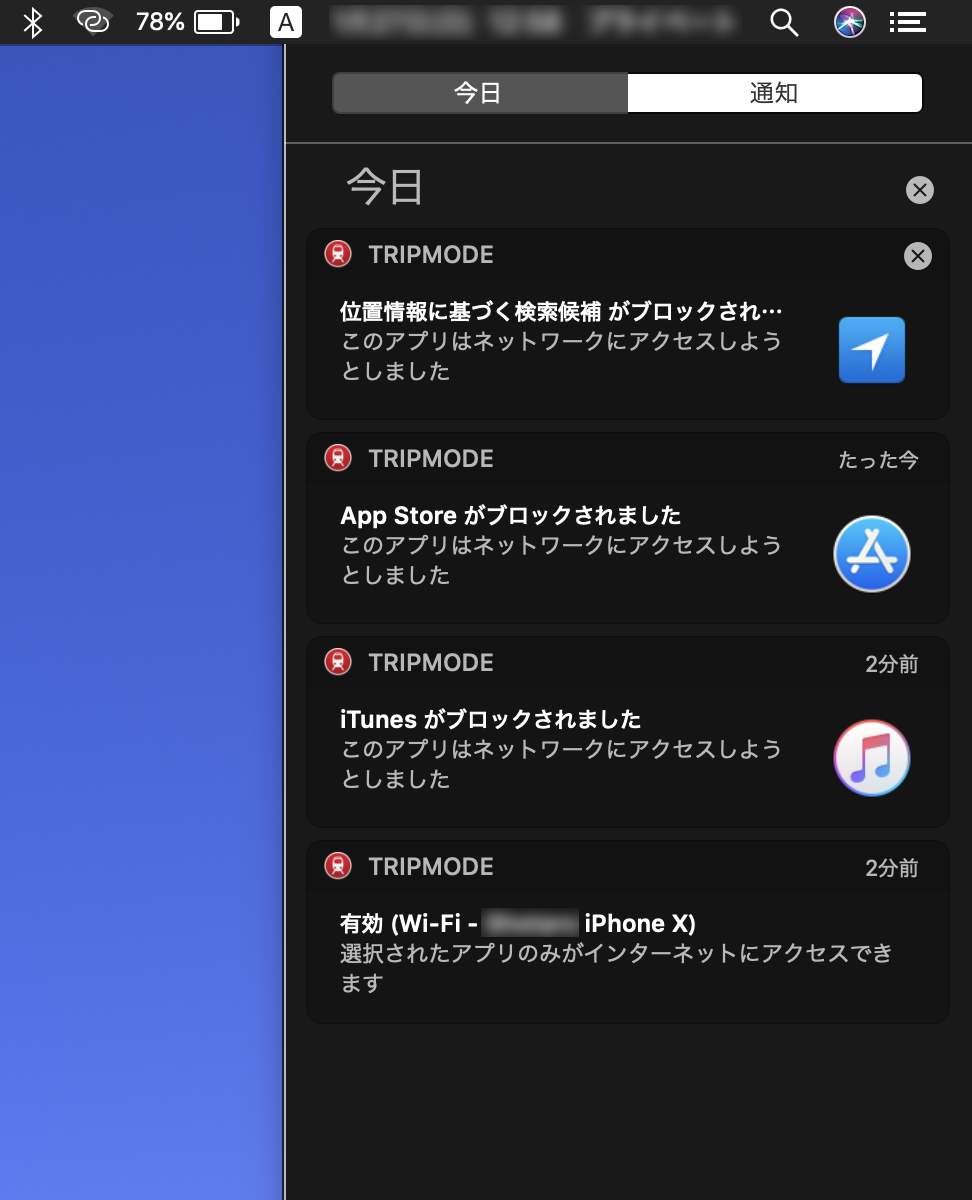 78%
A
今日
通知
今日
TRIPMODE
位置情報に基づく検索候補 がブロックされ…
このアプリはネットワークにアクセスしよう
としました
TRIPMODE
たった今
App Store がブロックされました
このアプリはネットワークにアクセスしよう
としました
TRIPMODE
2分前
iTunes がブロックされました
このアプリはネットワークにアクセスしよう
としました
TRIPMODE
2分前
有効 (Wi-Fi - iPhone X)
選択されたアプリのみがインターネットにアクセスでき
ます